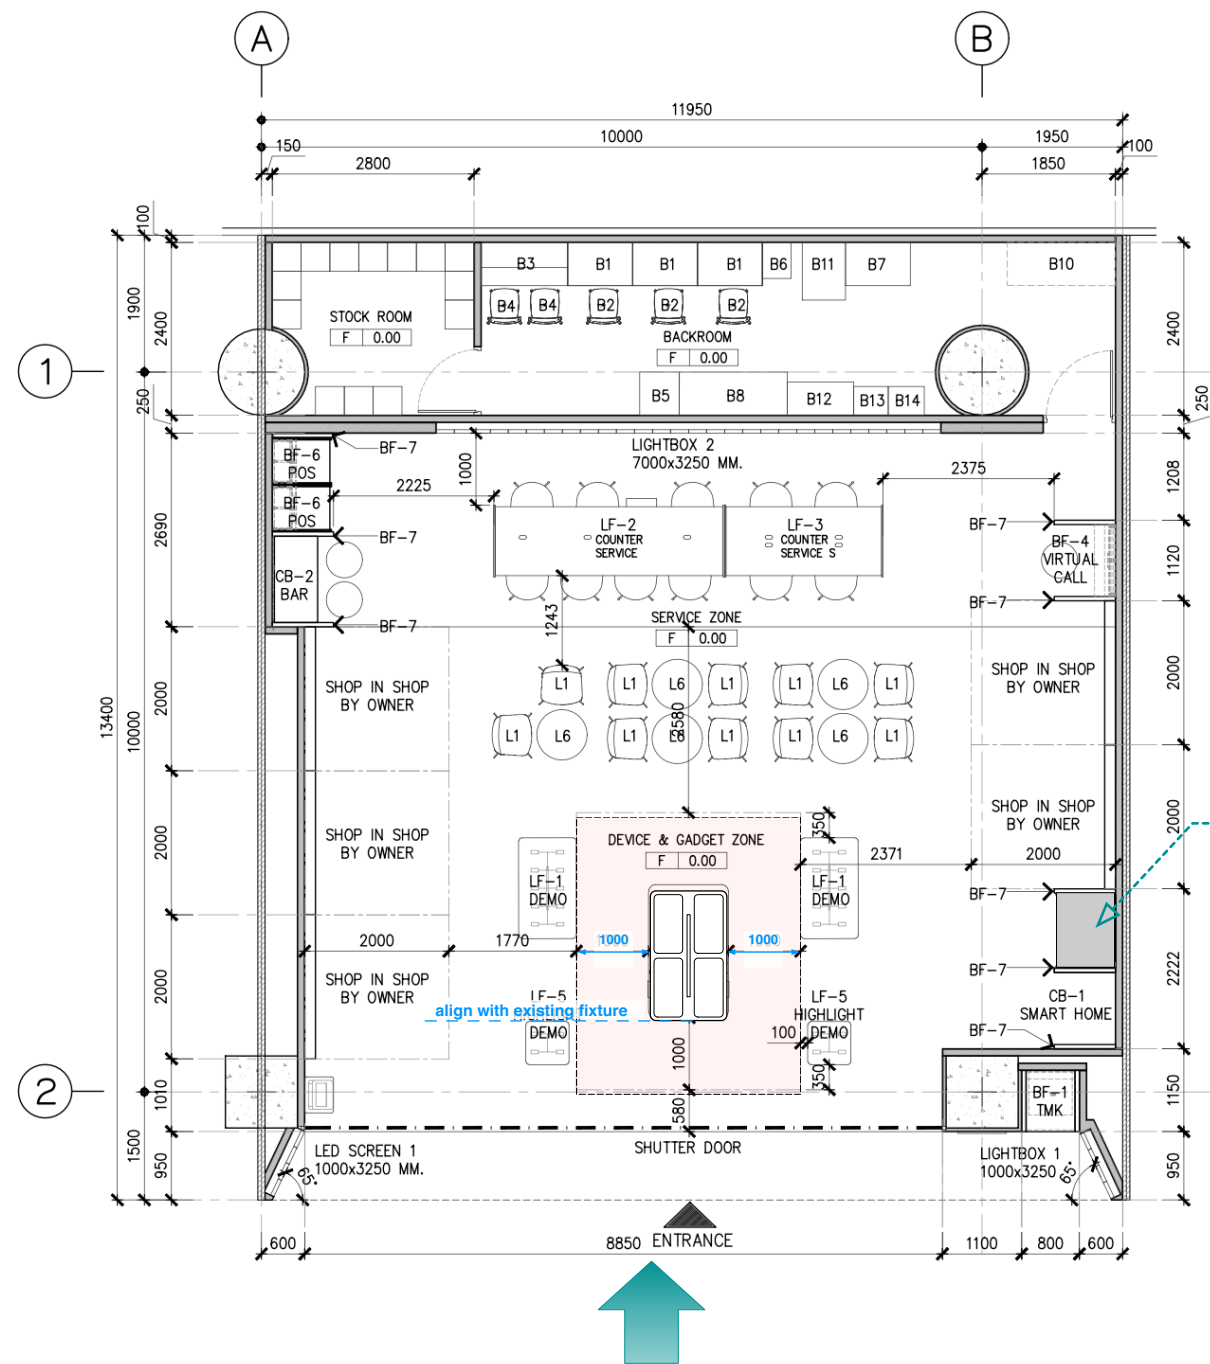 A
B
11950
10000
1950
150
2800
1850
100
100
B3
B1
B1
B1
B6
B11
B7
B10
B4
B4
B2
B2
B2
STOCK ROOM
F 0.00
BACKROOM
F 0.00
1900
2400
2400
1
250
250
B5
B8
B12
B13
B14
BF-7
BF-6
POS
BF-6
POS
BF-7
CB-2
BAR
BF-7
LIGHTBOX 2
7000x3250 MM.
1000
2225
2375
1208
LF-2
COUNTER
SERVICE
LF-3
COUNTER
SERVICE S
BF-7
BF-4
VIRTUAL
CALL
BF-7
1120
2690
1243
SERVICE ZONE
F 0.00
SHOP IN SHOP
BY OWNER
SHOP IN SHOP
BY OWNER
L1
L1
L6
L1
L1
L6
L1
L1
L6
L1
L6
L1
L1
L6
L1
2580
2000
2000
13400
10000
SHOP IN SHOP
BY OWNER
SHOP IN SHOP
BY OWNER
2000
2000
DEVICE & GADGET ZONE
F 0.00
350
2371
2000
LF-1
DEMO
LF-1
DEMO
BF-7
2000
1770
1000
1000
BF-7
2222
SHOP IN SHOP
BY OWNER
2000
LF-5
DEMO
align with existing fixture
LF-5
HIGHLIGHT
DEMO
100
CB-1
SMART HOME
BF-7
1000
350
580
2
1010
1150
BF-1
TMK
1500
950
950
LED SCREEN 1
1000x3250 MM.
65°
SHUTTER DOOR
LIGHTBOX 1
1000x3250
65°
ENTRANCE
600
8850
1100
800
600